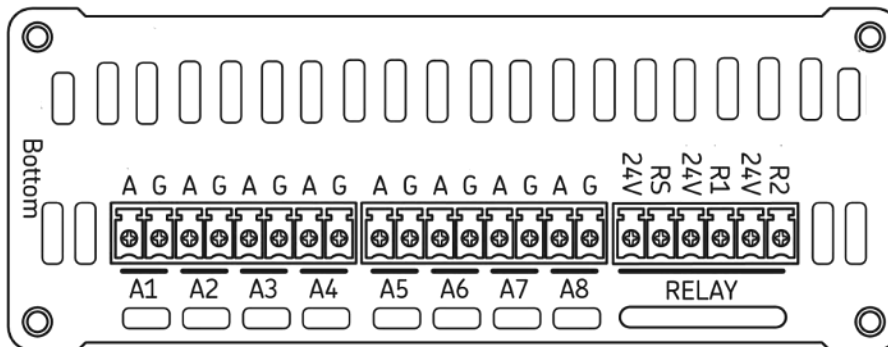 Bottom
A G A G A G A G A G A G A G A G 24V RS 24V R1 24V R2
A1 A2 A3 A4 A5 A6 A7 A8 RELAY